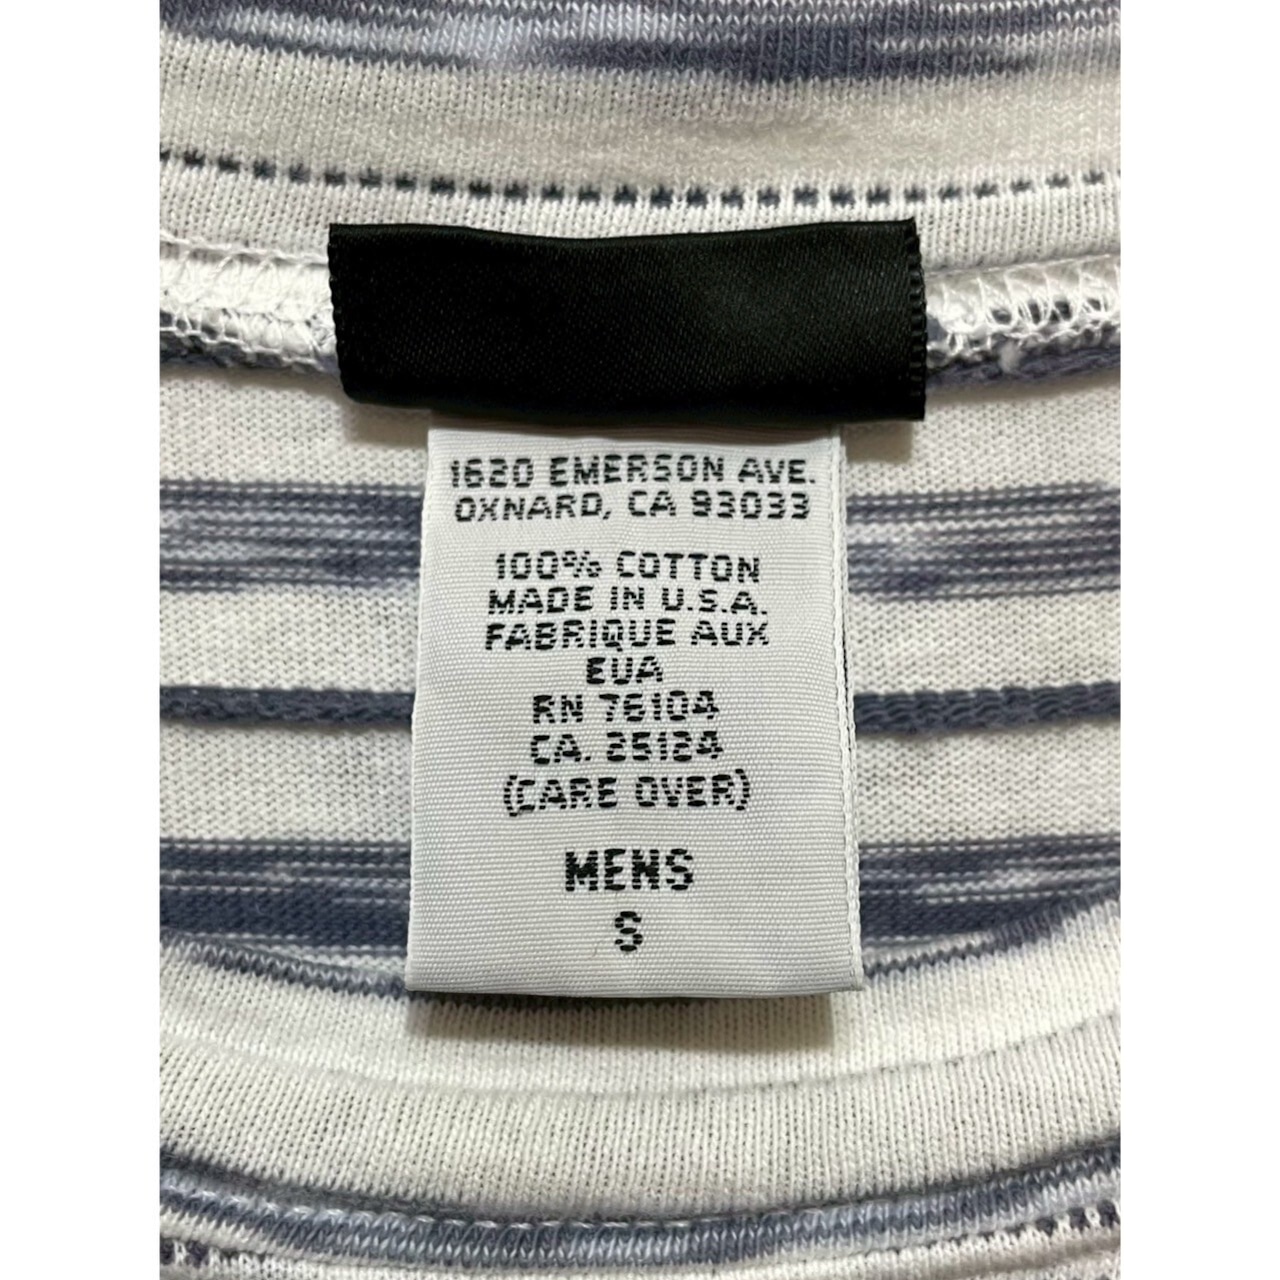 1620 EMERSON AVE.
OXNARD, CA 93033
100% COTTON
MADE IN U.S.A.
FABRIQUE AUX
EUA
RN 76104
CA. 25124
(CARE OVER)
MENS
S